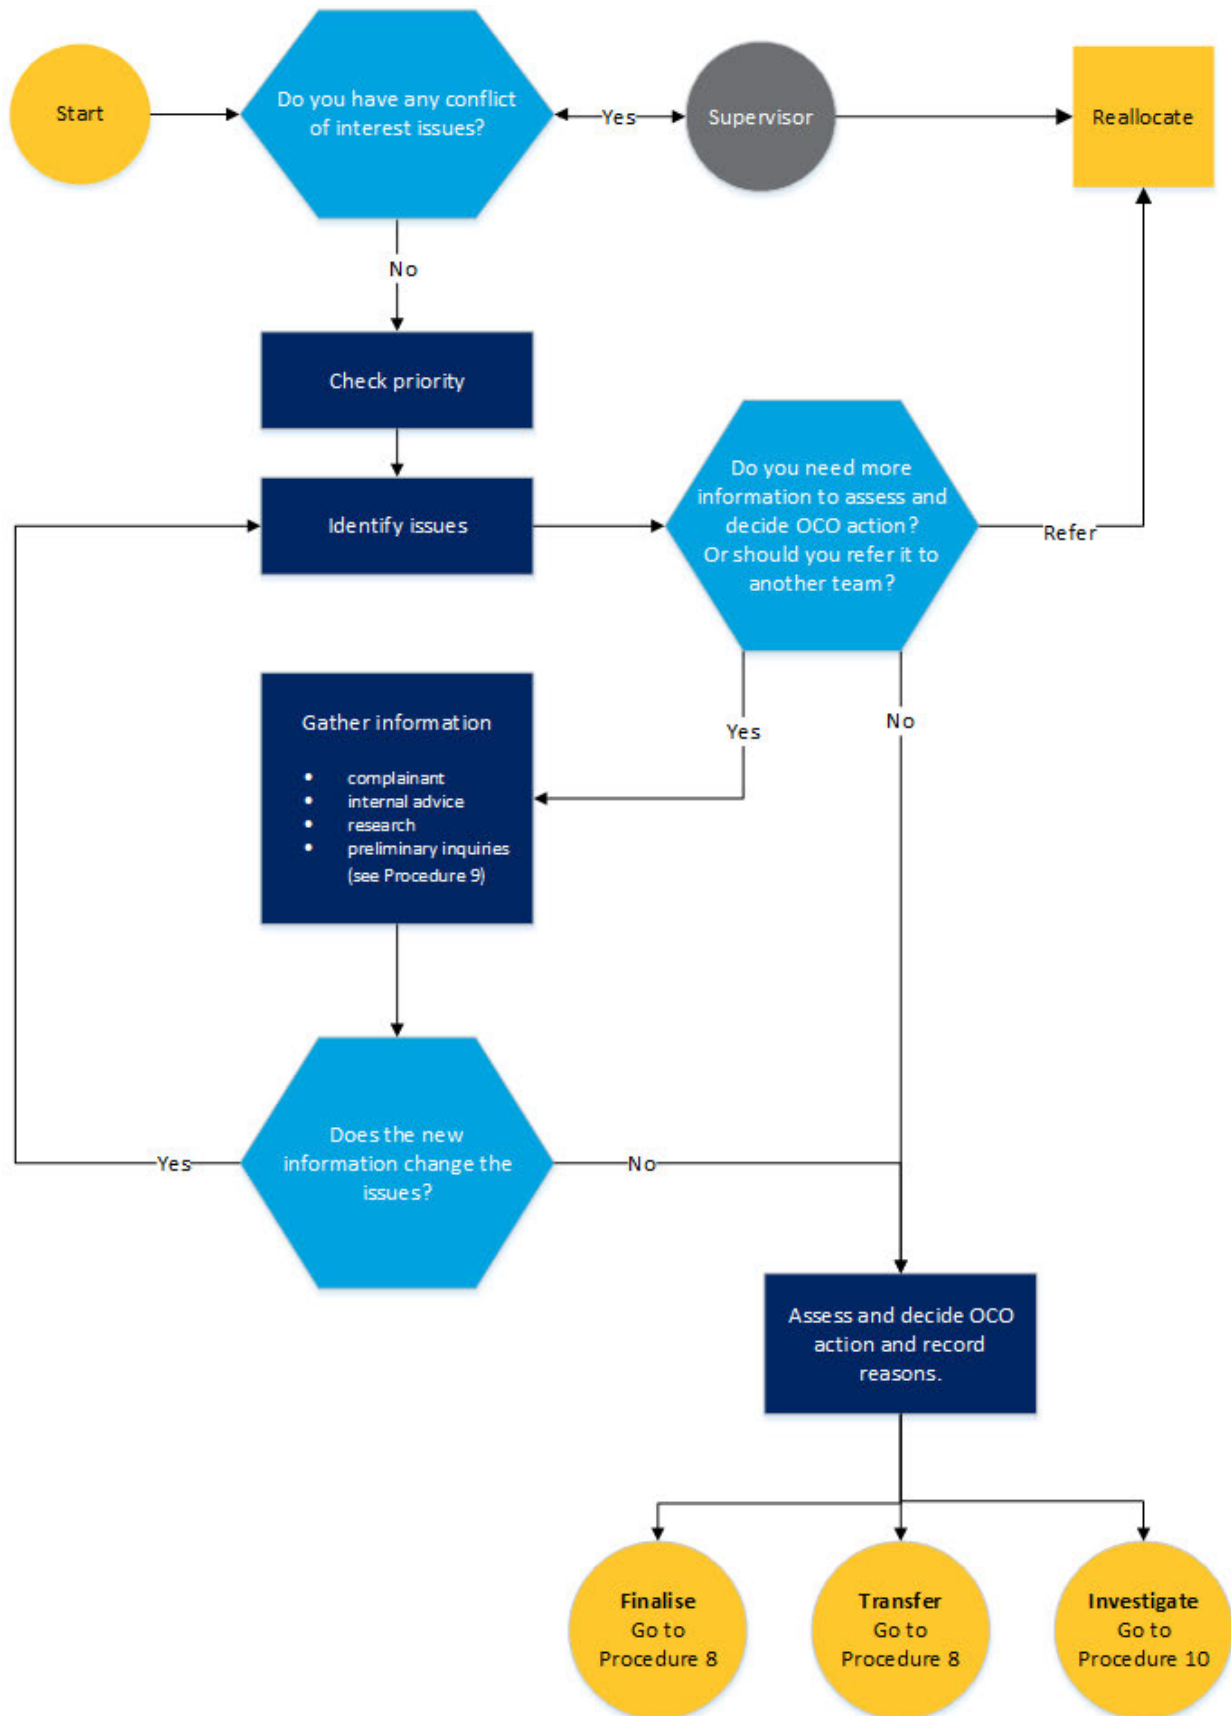 Start
Do you have any conflict
of interest issues?
Yes
Supervisor
Reallocate
No
Check priority
Identify issues
Do you need more
information to assess and
decide OCO action?
Or should you refer it to
another team?
Refer
Yes
No
Gather information
• complainant
• internal advice
• research
• preliminary inquiries
(see Procedure 9)
Does the new
information change the
issues?
Yes
No
Assess and decide OCO
action and record
reasons.
Finalise
Go to
Procedure 8
Transfer
Go to
Procedure 8
Investigate
Go to
Procedure 10